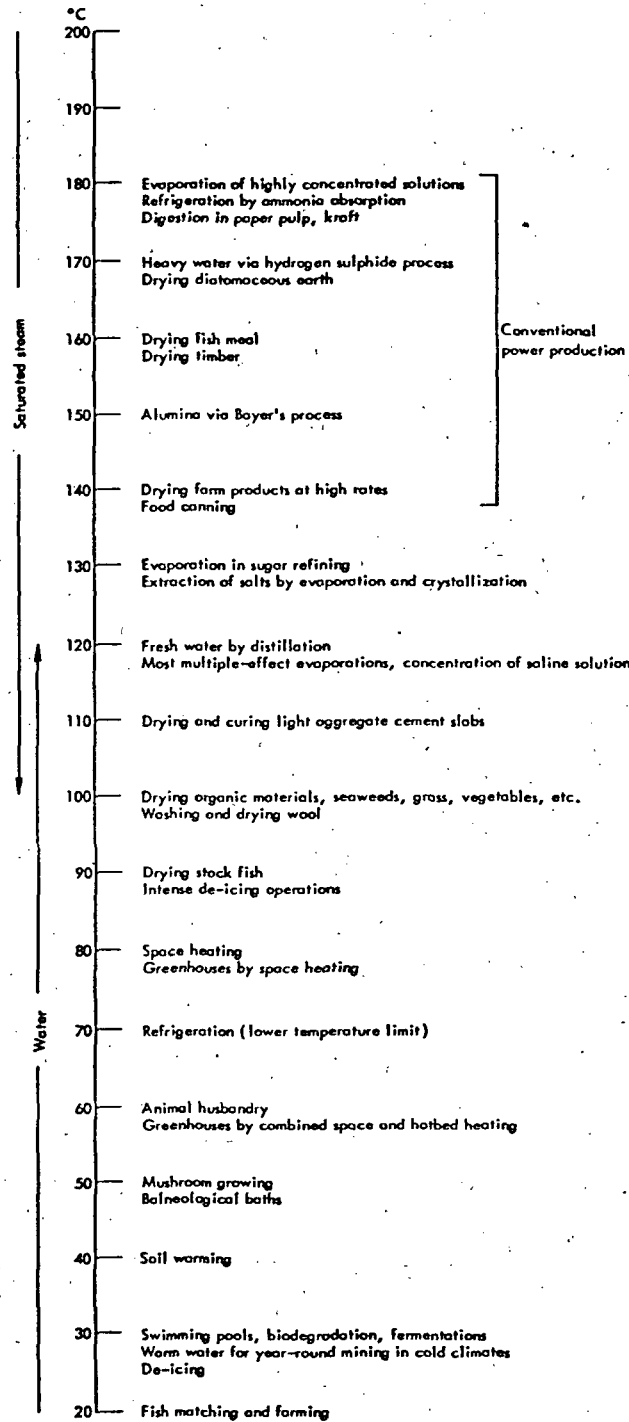 °C
200
190
180 Evaporation of highly concentrated solutions
Refrigeration by ammonia absorption
Digestion in paper pulp, kraft
170 Heavy water via hydrogen sulphide process
Drying diatomaceous earth
160 Drying fish meal
Drying timber
Conventional
power production
Saturated steam
150 Alumina via Bayer's process
140 Drying farm products at high rates
Food canning
130 Evaporation in sugar refining
Extraction of salts by evaporation and crystallization
120 Fresh water by distillation
Most multiple-effect evaporations, concentration of saline solution
110 Drying and curing light aggregate cement slabs
100 Drying organic materials, seaweeds, grass, vegetables, etc.
Washing and drying wool
90 Drying stock fish
Intense de-icing operations
80 Space heating
Greenhouses by space heating
Water
70 Refrigeration (lower temperature limit)
60 Animal husbandry
Greenhouses by combined space and hotbed heating
50 Mushroom growing
Balneological baths
40 Soil warming
30 Swimming pools, biodegradation, fermentations
Warm water for year-round mining in cold climates
De-icing
20 Fish matching and farming